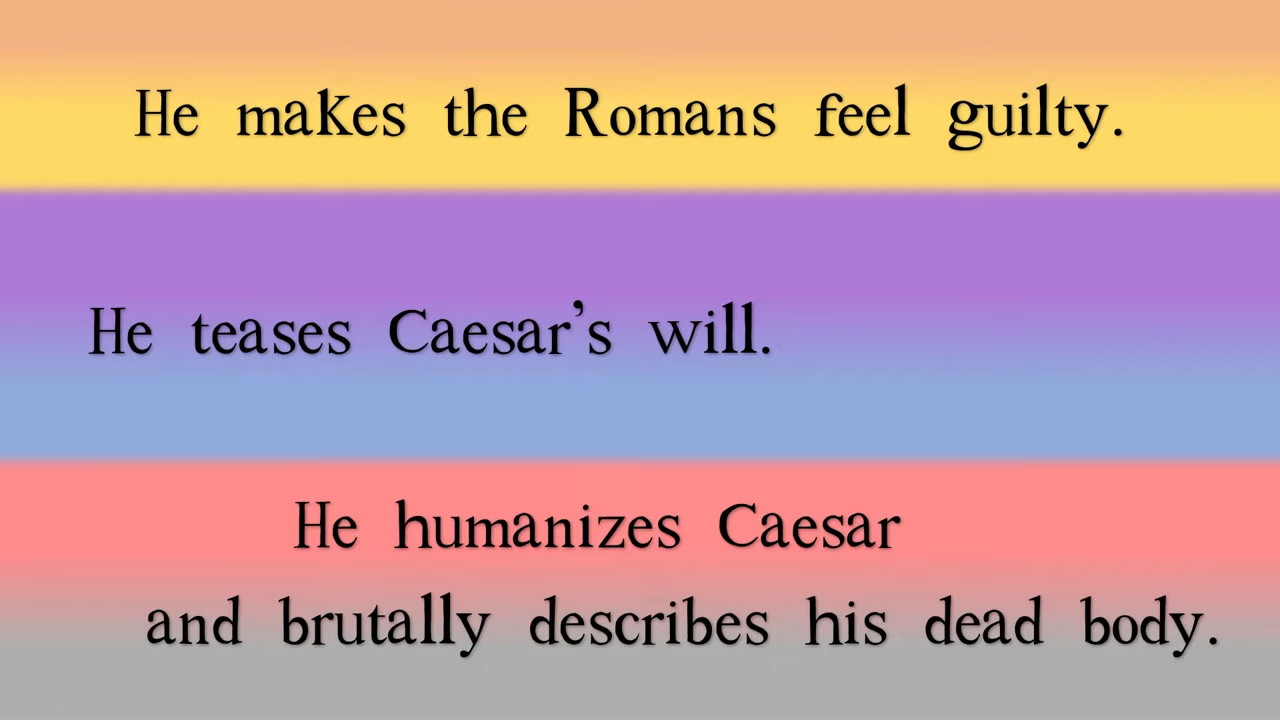 He makes the Romans feel guilty.
He teases Caesar's will.
He humanizes Caesar
and brutally describes his dead body.